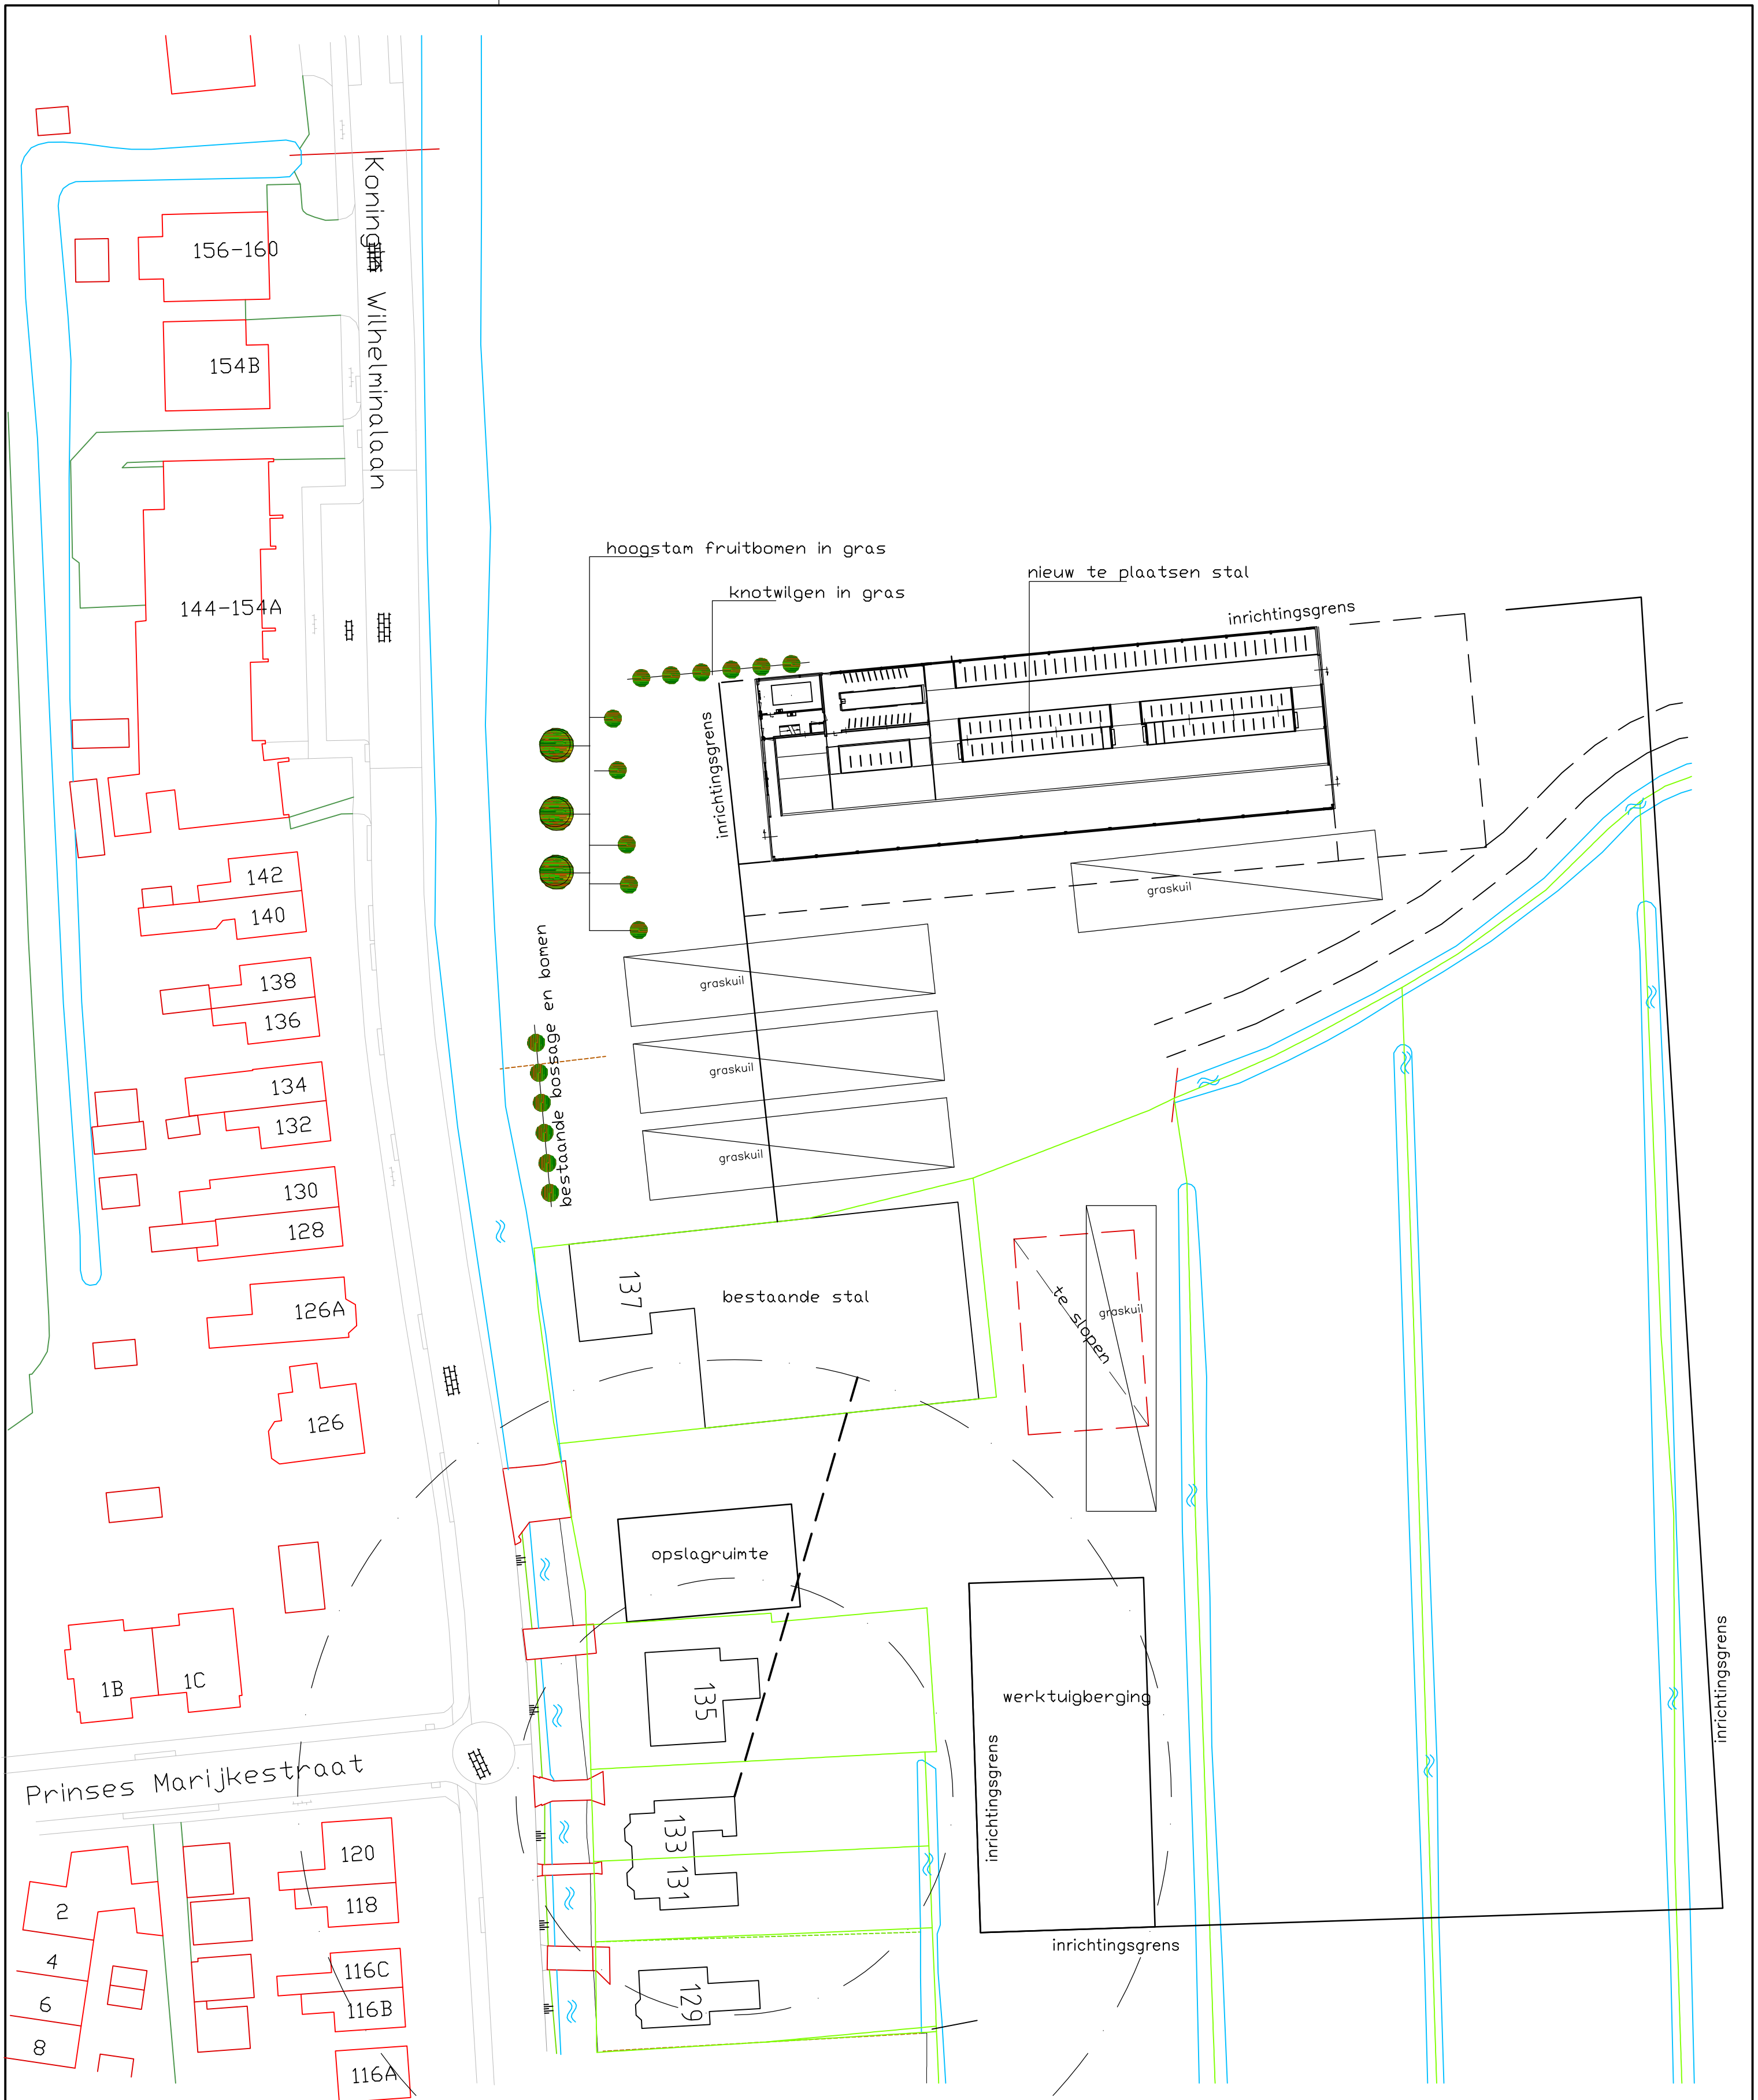 Koningin Wilhelminalaan
156-160
154B
144-154A
142
140
138
136
134
132
130
128
126A
126
1B
1C
Prinses Marijkestraat
120
118
116C
116B
116A
2
4
6
8
hoogstam fruitbomen in gras
knotwilgen in gras
nieuw te plaatsen stal
inrichtingsgrens
inrichtingsgrens
graskuil
bestaande bossage en bomen
graskuil
graskuil
graskuil
137
bestaande stal
te slopen
graskuil
opslagruimte
135
133
131
129
werktuigberging
inrichtingsgrens
inrichtingsgrens
inrichtingsgrens